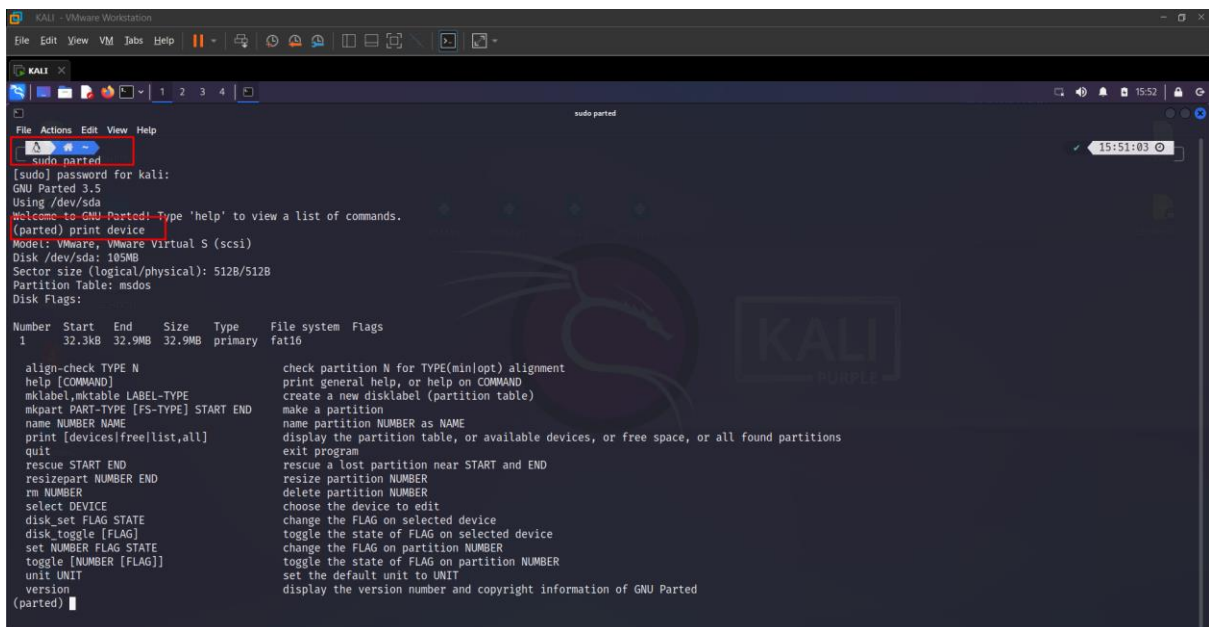 KALI - VMware Workstation
File Edit View VM Tabs Help
KALI
1 2 3 4
15:52
sudo parted
File Actions Edit View Help
~
15:51:03
sudo parted
[sudo] password for kali:
GNU Parted 3.5
Using /dev/sda
Welcome to GNU Parted! Type 'help' to view a list of commands.
(parted) print device
Model: VMware, VMware Virtual S (scsi)
Disk /dev/sda: 105MB
Sector size (logical/physical): 512B/512B
Partition Table: msdos
Disk Flags:
Number Start End Size Type File system Flags
1 32.3kB 32.9MB 32.9MB primary fat16
align-check TYPE N check partition N for TYPE(min|opt) alignment
help [COMMAND] print general help, or help on COMMAND
mklabel,mktable LABEL-TYPE create a new disklabel (partition table)
mkpart PART-TYPE [FS-TYPE] START END make a partition
name NUMBER NAME name partition NUMBER as NAME
print [devices|free|list,all] display the partition table, or available devices, or free space, or all found partitions
quit exit program
rescue START END rescue a lost partition near START and END
resizepart NUMBER END resize partition NUMBER
rm NUMBER delete partition NUMBER
select DEVICE choose the device to edit
disk_set FLAG STATE change the FLAG on selected device
disk_toggle [FLAG] toggle the state of FLAG on selected device
set NUMBER FLAG STATE change the FLAG on partition NUMBER
toggle [NUMBER [FLAG]] toggle the state of FLAG on partition NUMBER
unit UNIT set the default unit to UNIT
version display the version number and copyright information of GNU Parted
(parted)
KALI
PURPLE